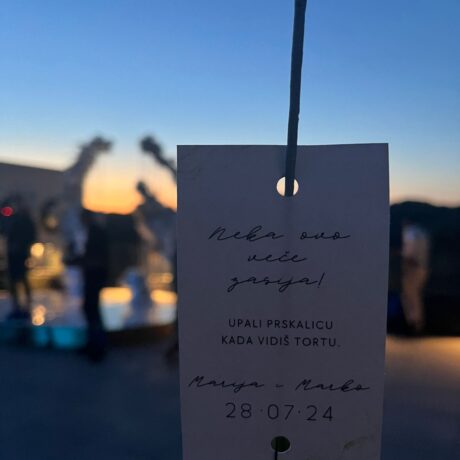 Neka ovo
veče
zasija!
UPALI PRSKALICU
KADA VIDIŠ TORTU.
Marija - Marko
28·07·24